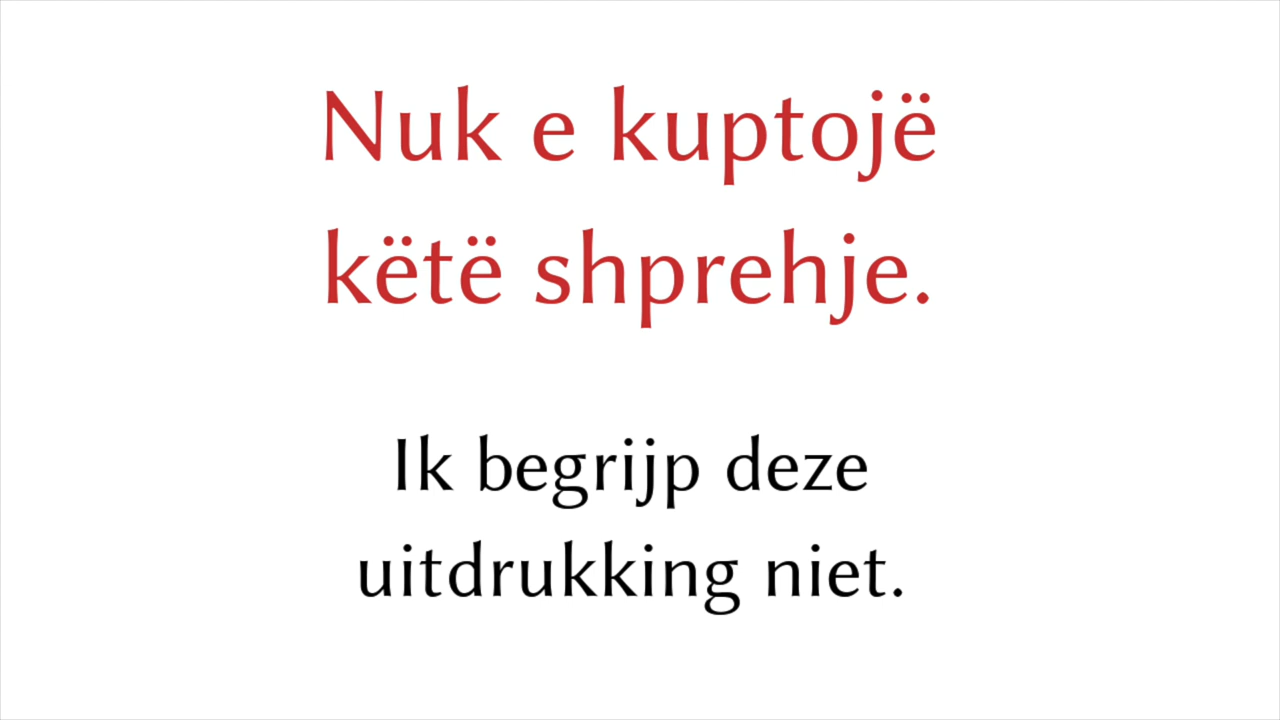 Nuk e kuptojë
këtë shprehje.
Ik begrijp deze
uitdrukking niet.